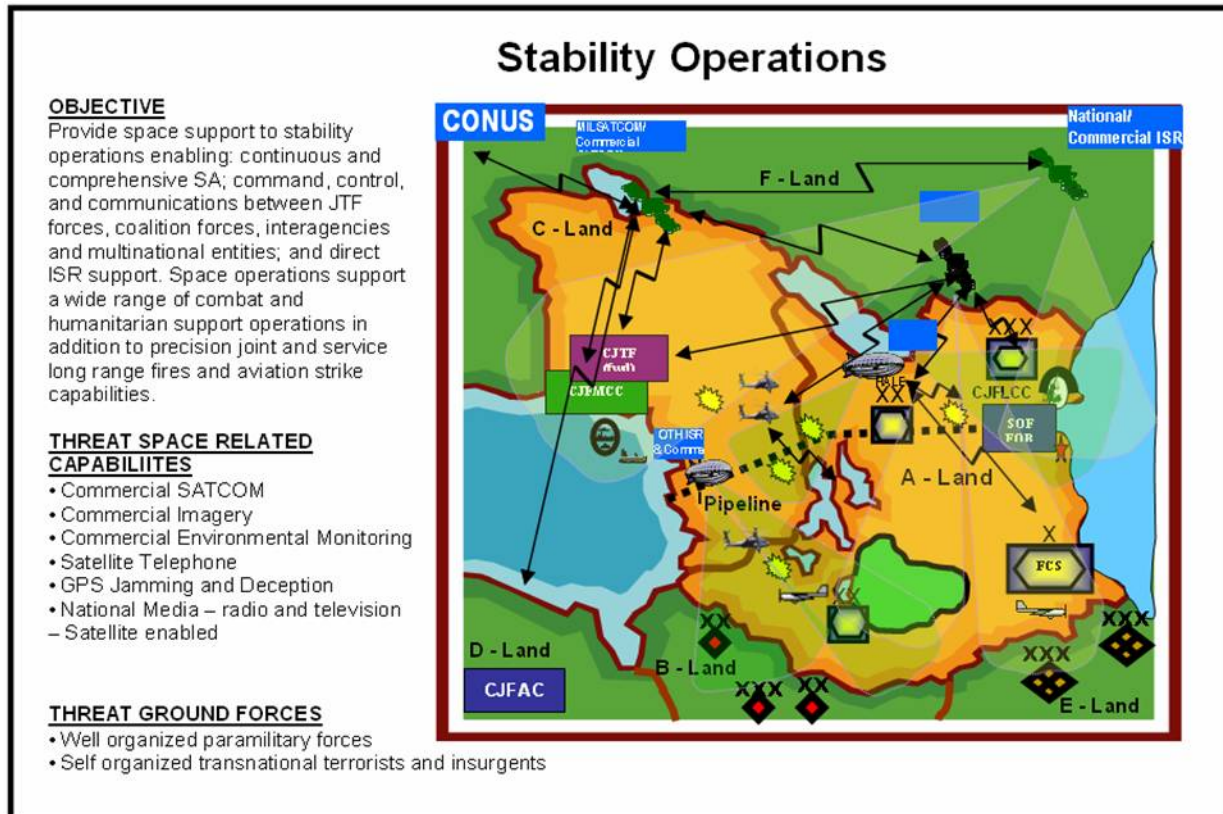 Stability Operations
OBJECTIVE
Provide space support to stability
operations enabling: continuous and
comprehensive SA; command, control,
and communications between JTF
forces, coalition forces, interagencies
and multinational entities; and direct
ISR support. Space operations support
a wide range of combat and
humanitarian support operations in
addition to precision joint and service
long range fires and aviation strike
capabilities.
THREAT SPACE RELATED
CAPABILIITES
• Commercial SATCOM
• Commercial Imagery
• Commercial Environmental Monitoring
• Satellite Telephone
• GPS Jamming and Deception
• National Media – radio and television
– Satellite enabled
THREAT GROUND FORCES
• Well organized paramilitary forces
• Self organized transnational terrorists and insurgents
CONUS
MILSATCOM/
Commercial
National/
Commercial ISR
F - Land
C - Land
CJTF
(Fwd)
CJFMCC
XXX
CJFLCC
HALE
XX
SOF
FOB
OTH ISR
& Comms
Pipeline
A - Land
X
FCS
XX
D - Land
CJFAC
B - Land
XX
XXX
XX
XXX
XXX
E - Land